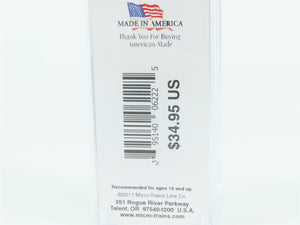 MADE IN AMERICA
Thank You For Buying
American-Made
95140 06222 5
$34.95 US
Recommended for ages 14 and up.
©2017 Micro-Trains Line Co.
351 Rogue River Parkway
Talent, OR 97540-1200 U.S.A.
www.micro-trains.com